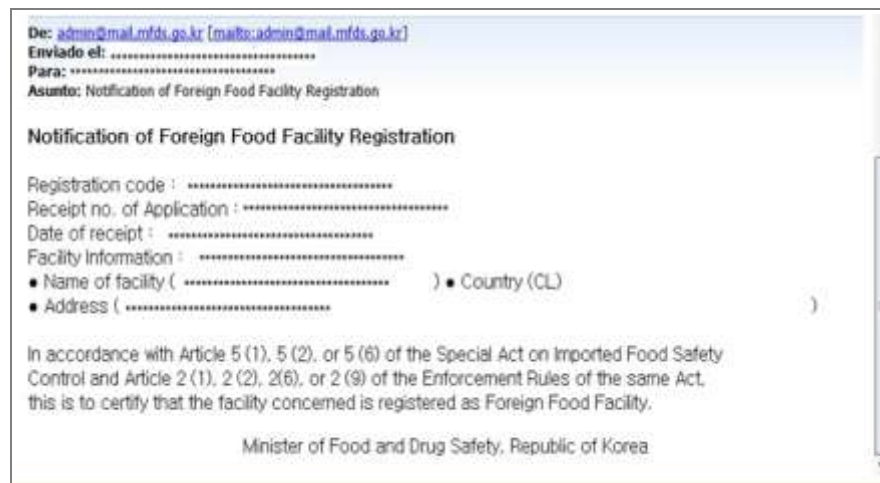 De: admin@mail.mfds.go.kr [mailto:admin@mail.mfds.go.kr]
Enviado el: ....................................
Para: ....................................
Asunto: Notification of Foreign Food Facility Registration
Notification of Foreign Food Facility Registration
Registration code : ....................................
Receipt no. of Application : ....................................
Date of receipt : ....................................
Facility Information : ....................................
• Name of facility ( .................................... ) • Country (CL)
• Address ( .................................... )
In accordance with Article 5 (1), 5 (2), or 5 (6) of the Special Act on Imported Food Safety
Control and Article 2 (1), 2 (2), 2(6), or 2 (9) of the Enforcement Rules of the same Act,
this is to certify that the facility concerned is registered as Foreign Food Facility.
Minister of Food and Drug Safety, Republic of Korea